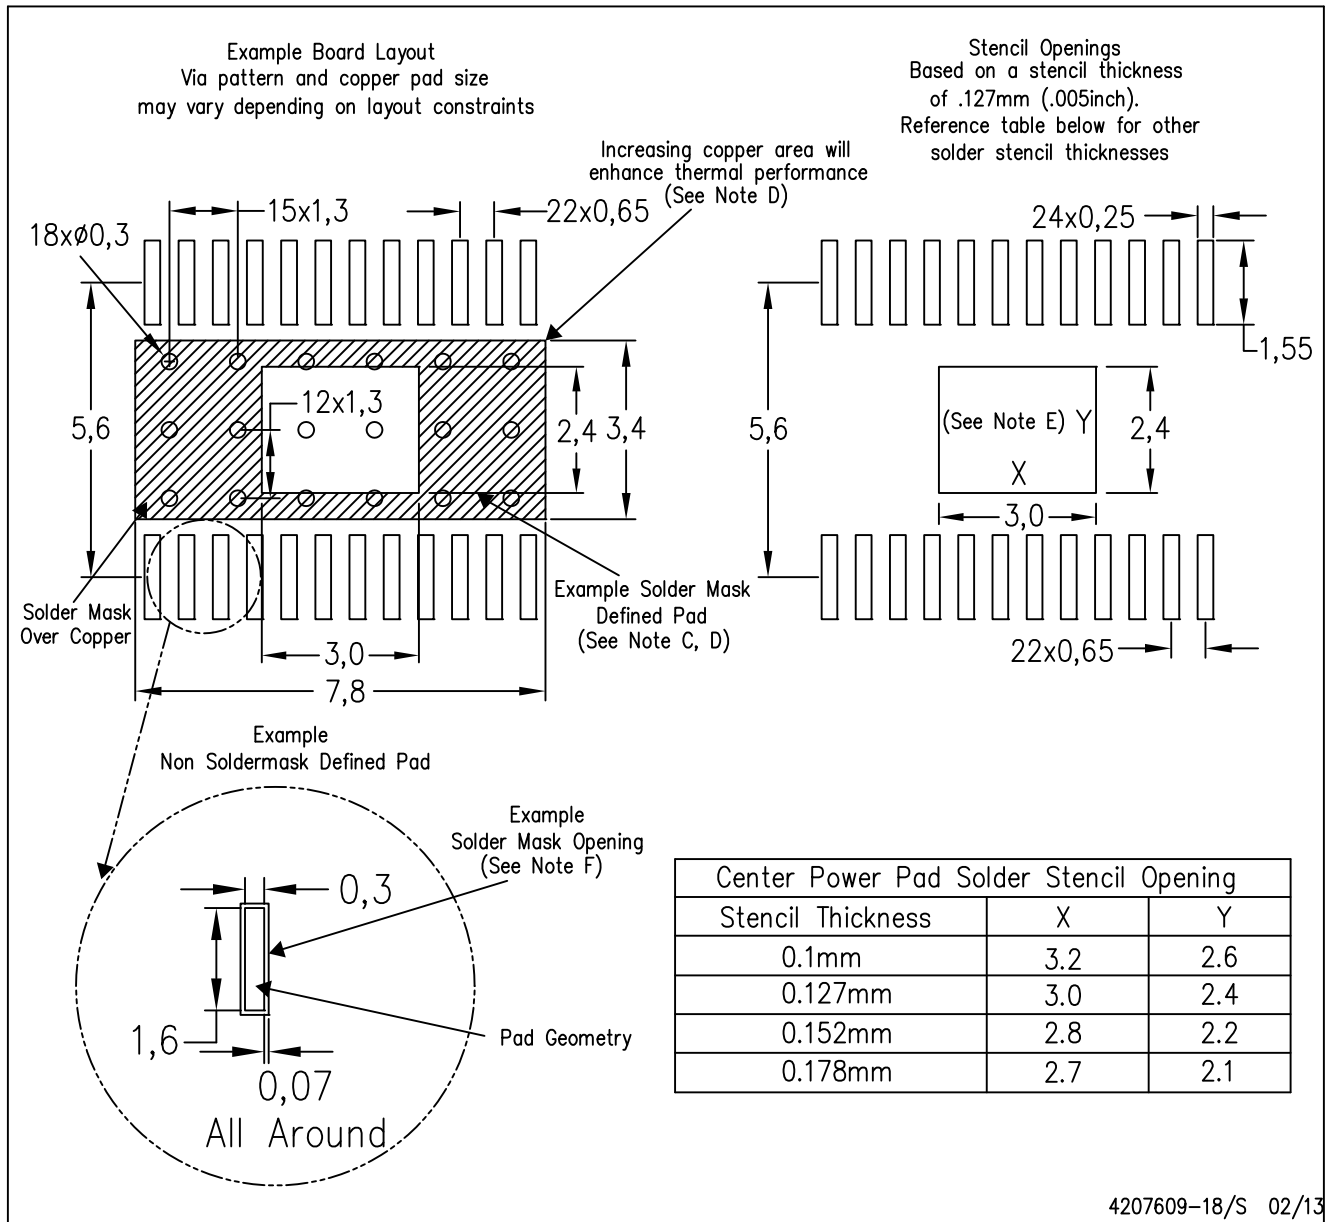 Example Board Layout
Via pattern and copper pad size
may vary depending on layout constraints
Stencil Openings
Based on a stencil thickness
of .127mm (.005inch).
Reference table below for other
solder stencil thicknesses
Increasing copper area will
enhance thermal performance
(See Note D)
15x1,3
22x0,65
18xø0,3
5,6
12x1,3
2,4
3,4
Solder Mask
Over Copper
Example Solder Mask
Defined Pad
(See Note C, D)
3,0
7,8
24x0,25
1,55
5,6
(See Note E)
Y
X
2,4
3,0
22x0,65
Example
Non Soldermask Defined Pad
Example
Solder Mask Opening
(See Note F)
0,3
1,6
Pad Geometry
0,07
All Around
Center Power Pad Solder Stencil Opening
Stencil Thickness X Y
0.1mm 3.2 2.6
0.127mm 3.0 2.4
0.152mm 2.8 2.2
0.178mm 2.7 2.1
4207609-18/S 02/13